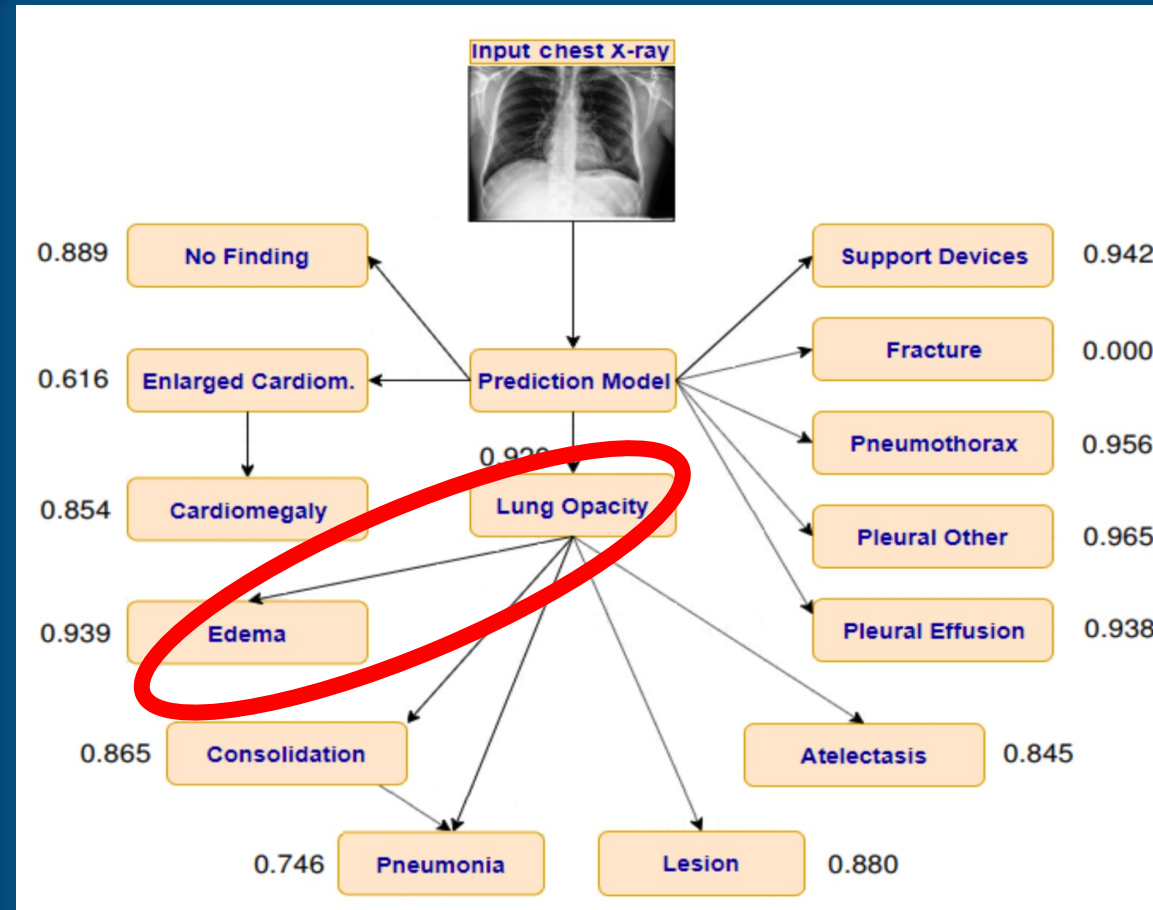 Input chest X-ray
0.889
No Finding
Support Devices
0.942
Fracture
0.000
0.616
Enlarged Cardiom.
Prediction Model
Pneumothorax
0.956
0.854
Cardiomegaly
Lung Opacity
Pleural Other
0.965
0.939
Edema
Pleural Effusion
0.938
0.865
Consolidation
Atelectasis
0.845
0.746
Pneumonia
Lesion
0.880